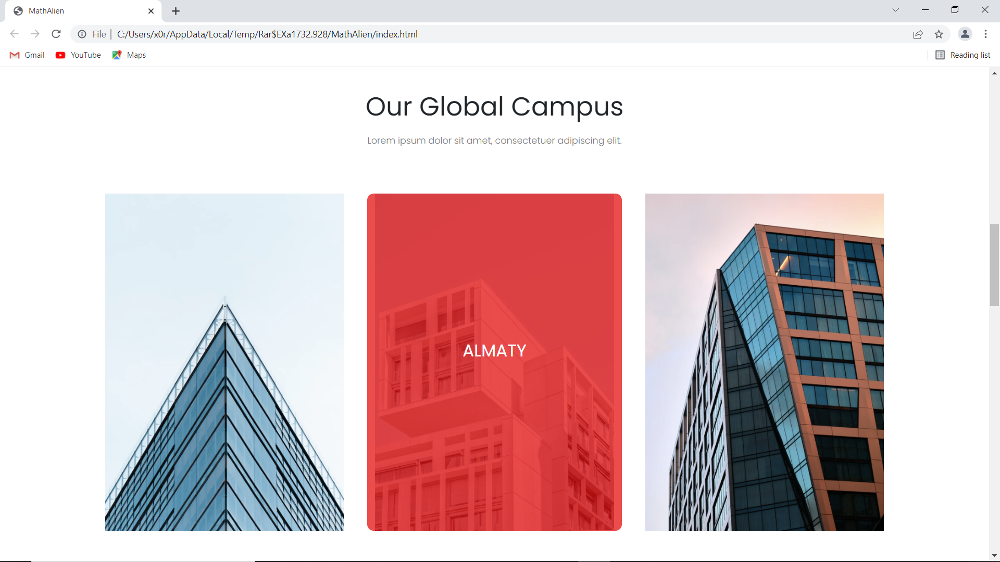 MathAlien
File | C:/Users/x0r/AppData/Local/Temp/Rar$EXa1732.928/MathAlien/index.html
Gmail YouTube Maps Reading list
Our Global Campus
Lorem ipsum dolor sit amet, consectetuer adipiscing elit.
ALMATY